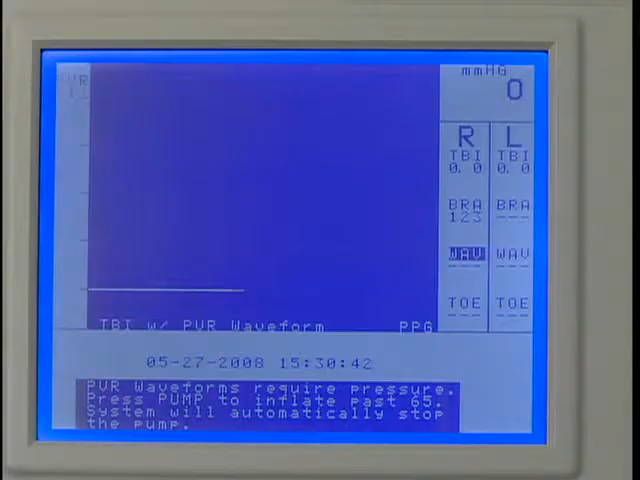 mmHG
0
PVR
R L
TBI TBI
0. 0 0. 0
BRA BRA
123 ---
WAV WAV
--- ---
TOE TOE
--- ---
TBI w/ PVR Waveform PPG
05-27-2008 15:30:42
PVR Waveforms require pressure.
Press PUMP to inflate past 65.
System will automatically stop
the pump.